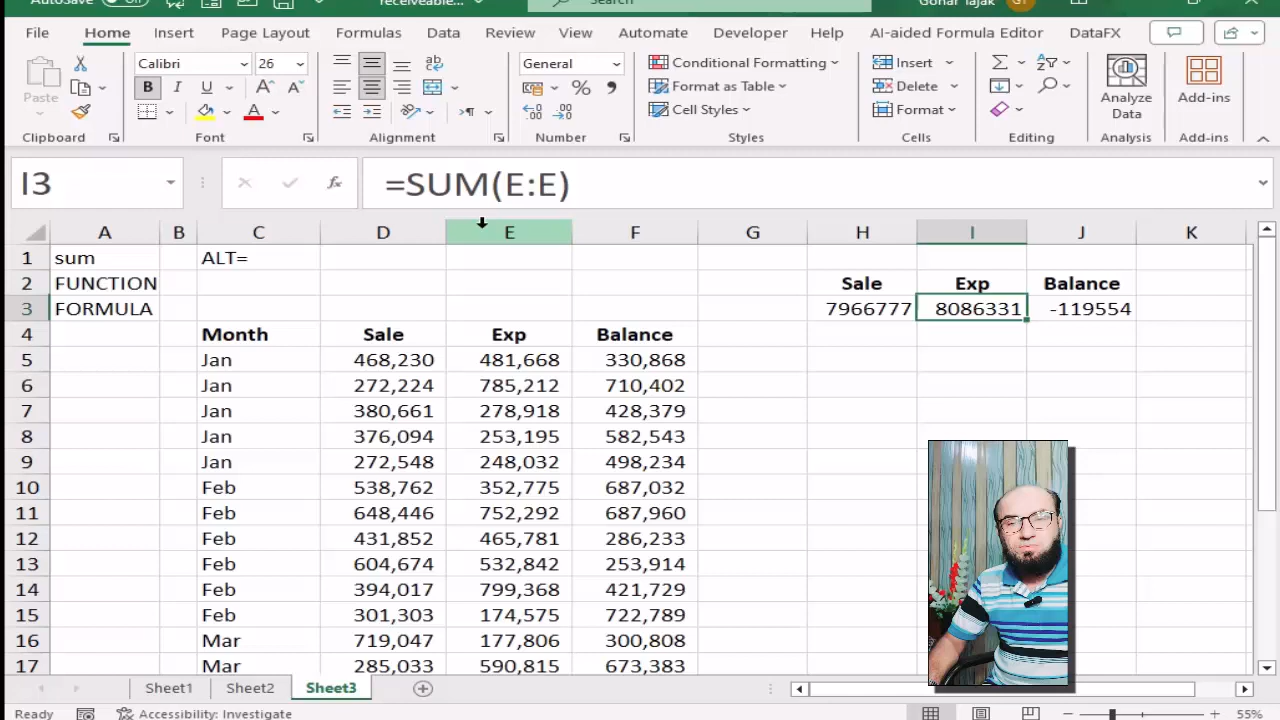 AutoSave Off receiveable... Search Gohar Tajak GT
File Home Insert Page Layout Formulas Data Review View Automate Developer Help AI-aided Formula Editor DataFX
Paste Calibri 26 General Conditional Formatting Insert Analyze Data Add-ins
B I U Format as Table Delete
A Cell Styles Format
Clipboard Font Alignment Number Styles Cells Editing Analysis Add-ins
I3 fx =SUM(E:E)
A B C D E F G H I J K
1 sum ALT=
2 FUNCTION Sale Exp Balance
3 FORMULA 7966777 8086331 -119554
4 Month Sale Exp Balance
5 Jan 468,230 481,668 330,868
6 Jan 272,224 785,212 710,402
7 Jan 380,661 278,918 428,379
8 Jan 376,094 253,195 582,543
9 Jan 272,548 248,032 498,234
10 Feb 538,762 352,775 687,032
11 Feb 648,446 752,292 687,960
12 Feb 431,852 465,781 286,233
13 Feb 604,674 532,842 253,914
14 Feb 394,017 799,368 421,729
15 Feb 301,303 174,575 722,789
16 Mar 719,047 177,806 300,808
17 Mar 285,033 590,815 673,383
Sheet1 Sheet2 Sheet3
Ready Accessibility: Investigate 55%